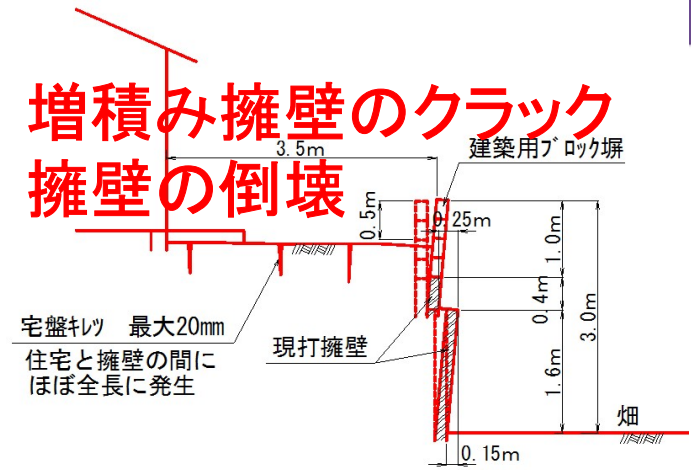 増積み擁壁のクラック
擁壁の倒壊
3.5m
建築用ブロック塀
0.5m
0.25m
1.0m
0.4m
3.0m
1.6m
宅盤キレツ 最大20mm
住宅と擁壁の間に
ほぼ全長に発生
現打擁壁
畑
0.15m